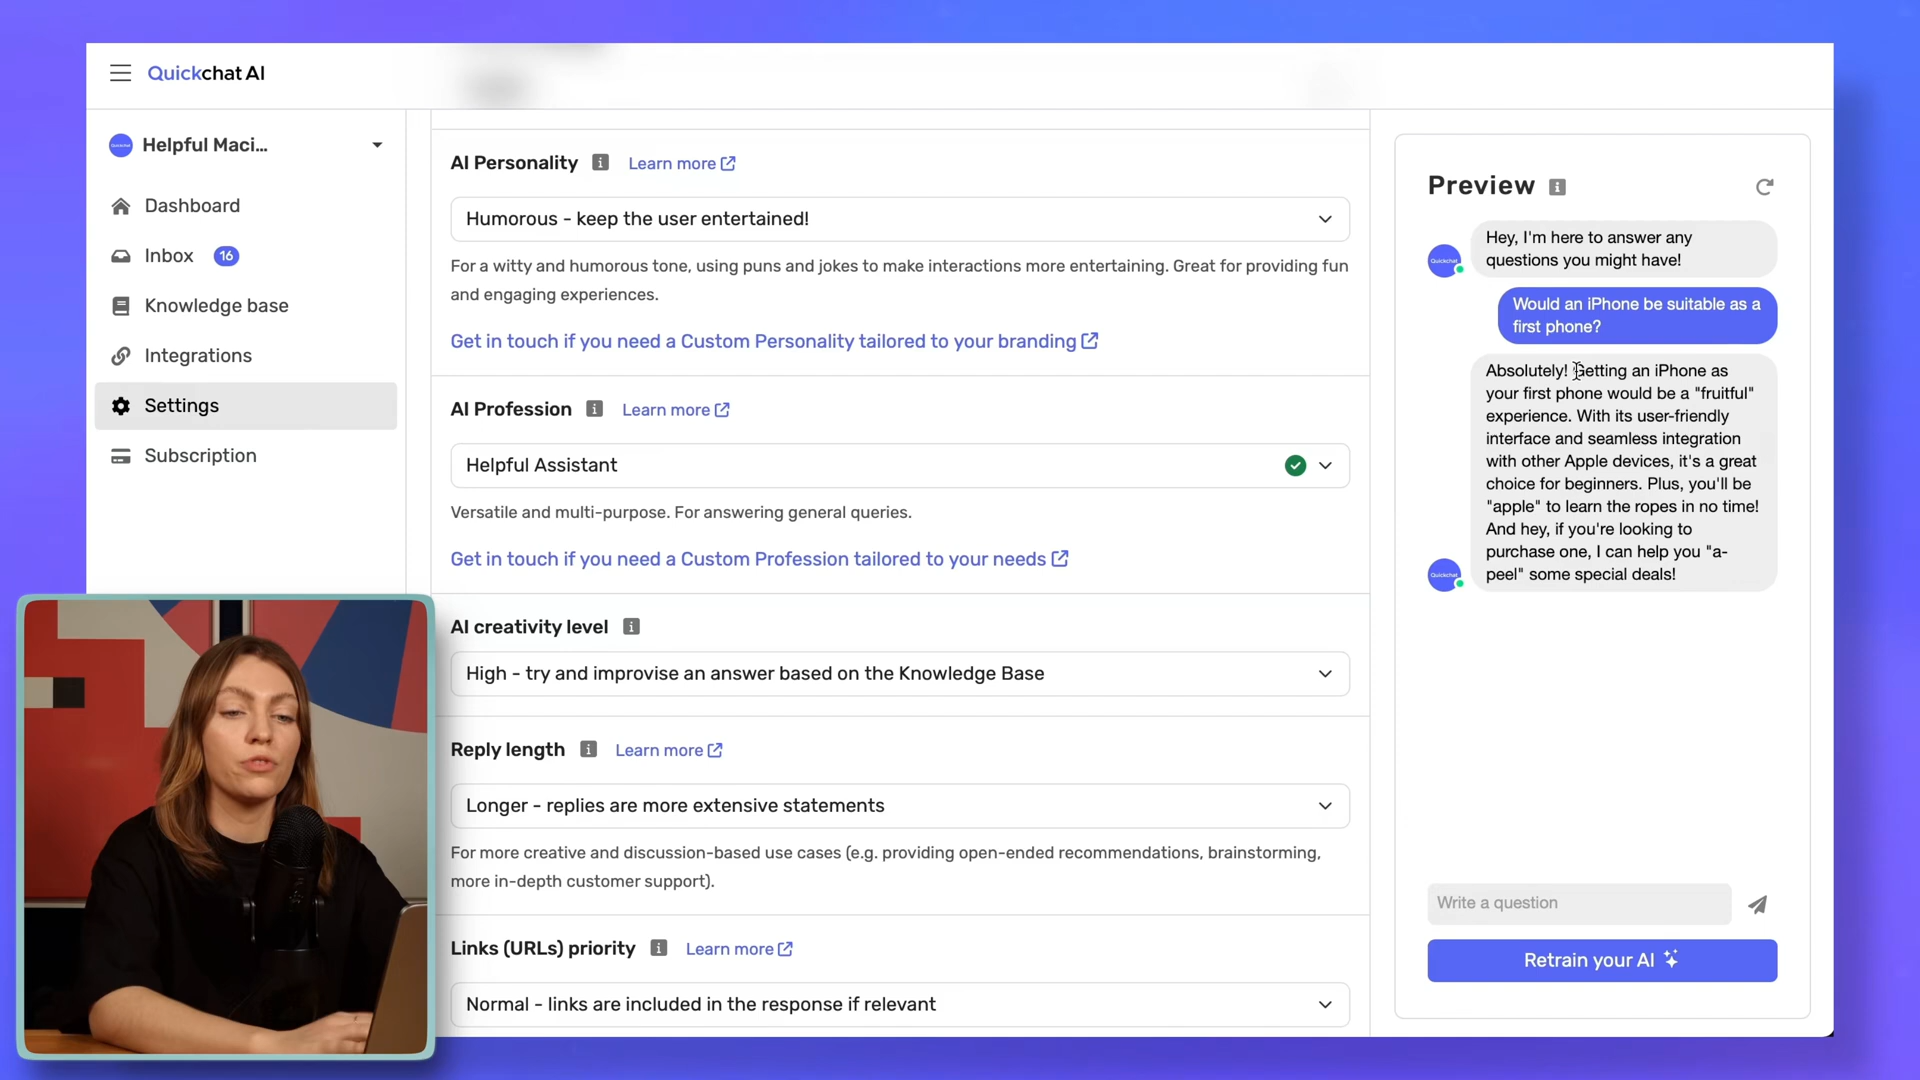 Quickchat AI
Helpful Maci...
Dashboard
Inbox 16
Knowledge base
Integrations
Settings
Subscription
AI Personality Learn more
Humorous - keep the user entertained!
For a witty and humorous tone, using puns and jokes to make interactions more entertaining. Great for providing fun
and engaging experiences.
Get in touch if you need a Custom Personality tailored to your branding
AI Profession Learn more
Helpful Assistant
Versatile and multi-purpose. For answering general queries.
Get in touch if you need a Custom Profession tailored to your needs
AI creativity level
High - try and improvise an answer based on the Knowledge Base
Reply length Learn more
Longer - replies are more extensive statements
For more creative and discussion-based use cases (e.g. providing open-ended recommendations, brainstorming,
more in-depth customer support).
Links (URLs) priority Learn more
Normal - links are included in the response if relevant
Preview
Hey, I'm here to answer any
questions you might have!
Quickchat
Would an iPhone be suitable as a
first phone?
Absolutely! Getting an iPhone as
your first phone would be a "fruitful"
experience. With its user-friendly
interface and seamless integration
with other Apple devices, it's a great
choice for beginners. Plus, you'll be
"apple" to learn the ropes in no time!
And hey, if you're looking to
purchase one, I can help you "a-
peel" some special deals!
Quickchat
Write a question
Retrain your AI